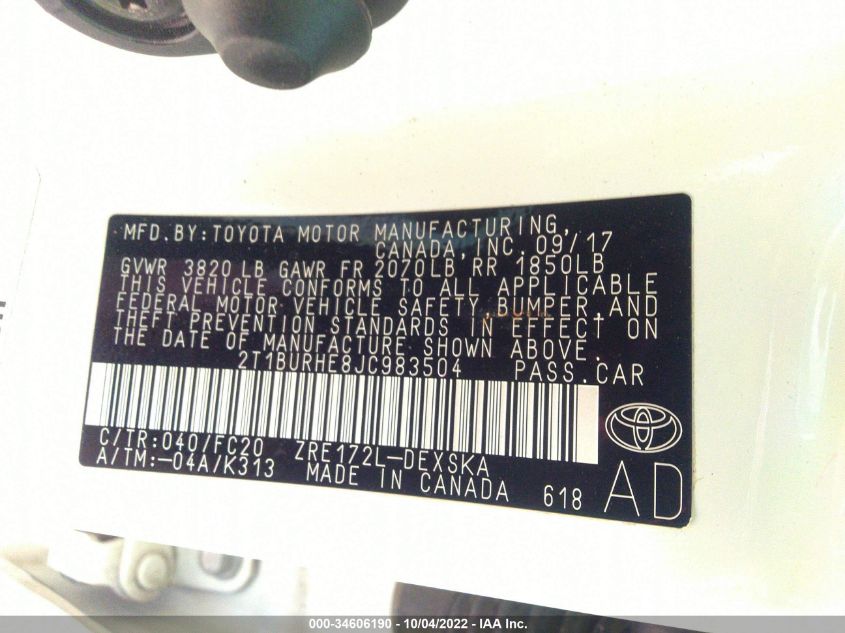 MFD. BY: TOYOTA MOTOR MANUFACTURING,
CANADA, INC. 09/17
GVWR 3820 LB GAWR FR 2070LB RR 1850LB
THIS VEHICLE CONFORMS TO ALL APPLICABLE
FEDERAL MOTOR VEHICLE SAFETY, BUMPER, AND
THEFT PREVENTION STANDARDS IN EFFECT ON
THE DATE OF MANUFACTURE SHOWN ABOVE.
2T1BURHE8JC983504 PASS. CAR
C/TR: 040/FC20 ZRE172L-DEXSKA
A/TM: -04A/K313 MADE IN CANADA 618 AD
000-34606190 - 10/04/2022 - IAA Inc.